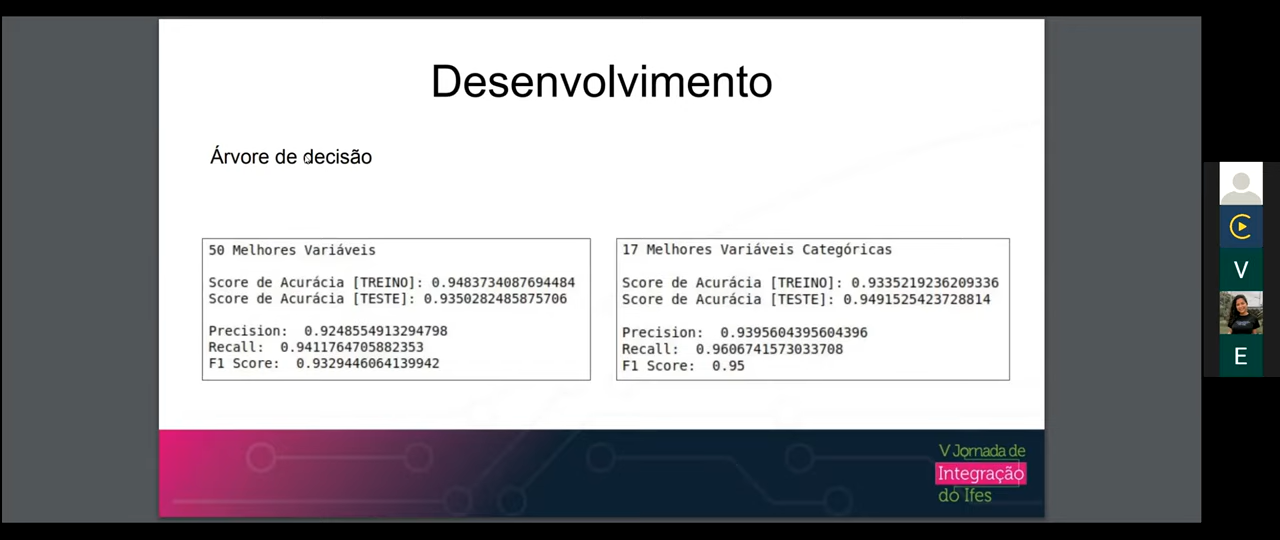 Desenvolvimento
Árvore de decisão
50 Melhores Variáveis
Score de Acurácia [TREINO]: 0.9483734087694484
Score de Acurácia [TESTE]: 0.9350282485875706
Precision: 0.9248554913294798
Recall: 0.9411764705882353
F1 Score: 0.9329446064139942
17 Melhores Variáveis Categóricas
Score de Acurácia [TREINO]: 0.9335219236209336
Score de Acurácia [TESTE]: 0.9491525423728814
Precision: 0.9395604395604396
Recall: 0.9606741573033708
F1 Score: 0.95
V Jornada de
Integração
do Ifes
V
E